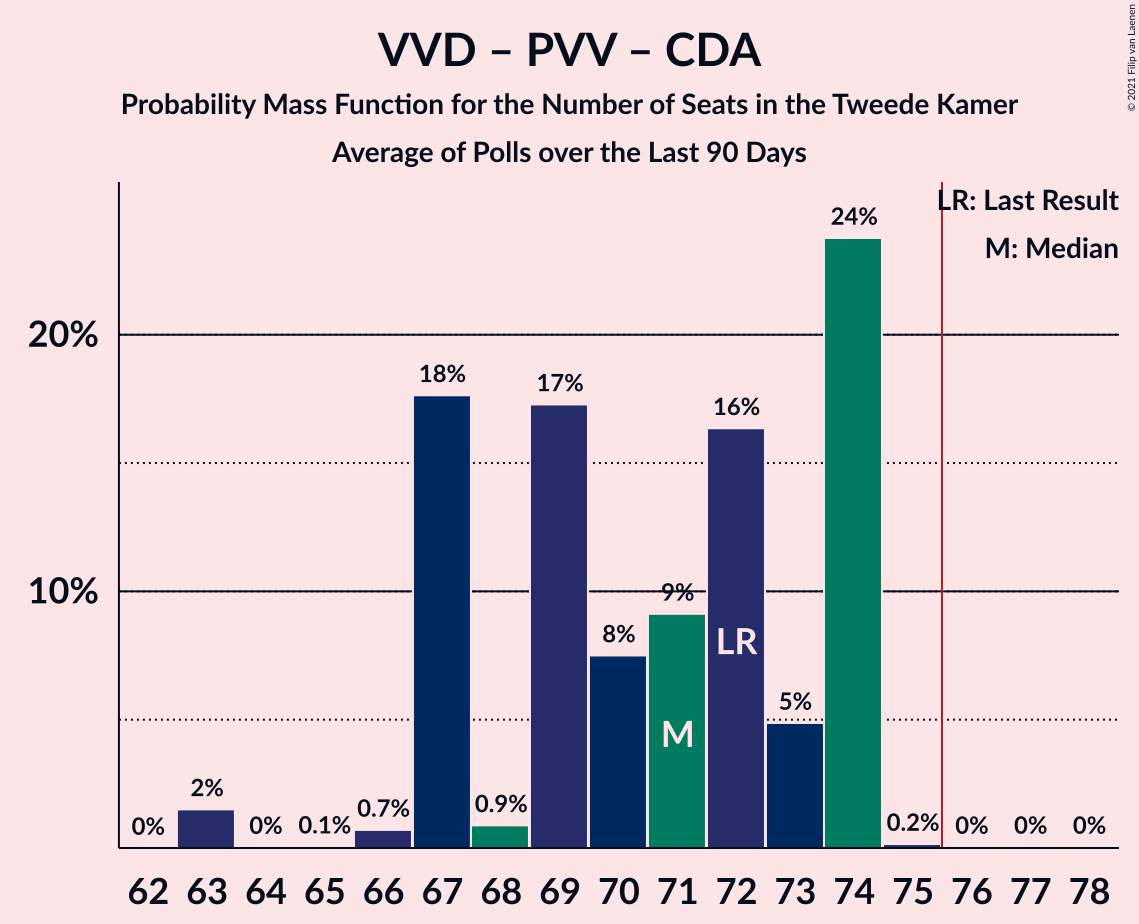 VVD – PVV – CDA
Probability Mass Function for the Number of Seats in the Tweede Kamer
Average of Polls over the Last 90 Days
© 2021 Filip van Laenen
LR: Last Result
M: Median
20%
10%
0%
2%
0%
0.1%
0.7%
18%
0.9%
17%
8%
9%
16%
5%
24%
0.2%
0%
0%
0%
LR
M
62 63 64 65 66 67 68 69 70 71 72 73 74 75 76 77 78